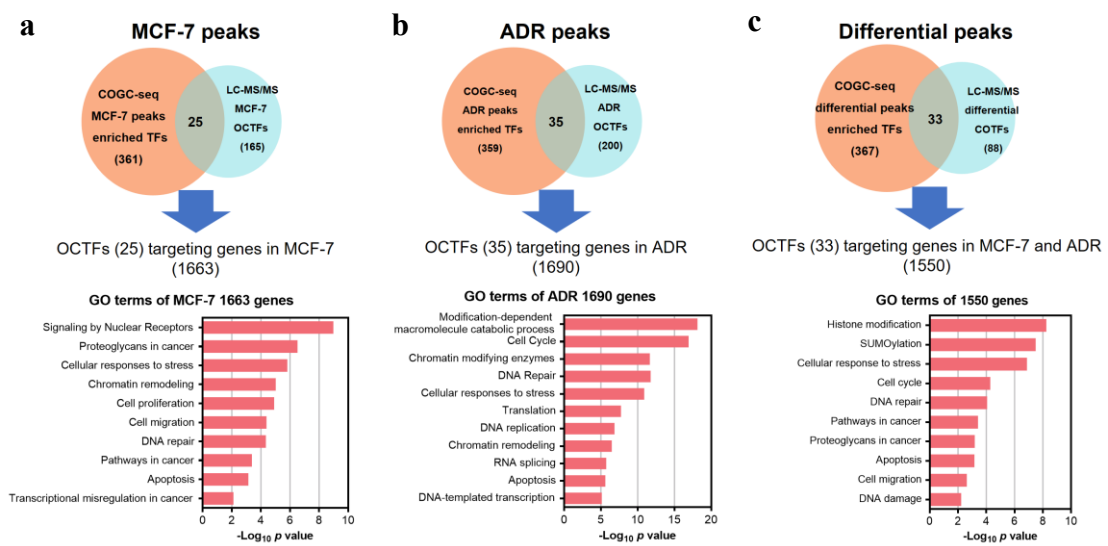 a
MCF-7 peaks
COGC-seq
MCF-7 peaks
enriched TFs
(361)
25
LC-MS/MS
MCF-7
OCTFs
(165)
OCTFs (25) targeting genes in MCF-7
(1663)
GO terms of MCF-7 1663 genes
Signaling by Nuclear Receptors
Proteoglycans in cancer
Cellular responses to stress
Chromatin remodeling
Cell proliferation
Cell migration
DNA repair
Pathways in cancer
Apoptosis
Transcriptional misregulation in cancer
0 2 4 6 8 10
-Log10 p value
b
ADR peaks
COGC-seq
ADR peaks
enriched TFs
(359)
35
LC-MS/MS
ADR
OCTFs
(200)
OCTFs (35) targeting genes in ADR
(1690)
GO terms of ADR 1690 genes
Modification-dependent
macromolecule catabolic process
Cell Cycle
Chromatin modifying enzymes
DNA Repair
Cellular responses to stress
Translation
DNA replication
Chromatin remodeling
RNA splicing
Apoptosis
DNA-templated transcription
0 5 10 15 20
-Log10 p value
c
Differential peaks
COGC-seq
differential peaks
enriched TFs
(367)
33
LC-MS/MS
differential
COTFs
(88)
OCTFs (33) targeting genes in MCF-7 and ADR
(1550)
GO terms of 1550 genes
Histone modification
SUMOylation
Cellular response to stress
Cell cycle
DNA repair
Pathways in cancer
Proteoglycans in cancer
Apoptosis
Cell migration
DNA damage
0 2 4 6 8 10
-Log10 p value